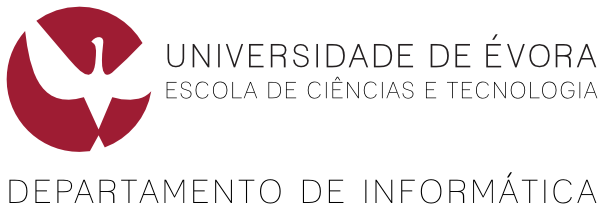 UNIVERSIDADE DE ÉVORA
ESCOLA DE CIÊNCIAS E TECNOLOGIA
DEPARTAMENTO DE INFORMÁTICA